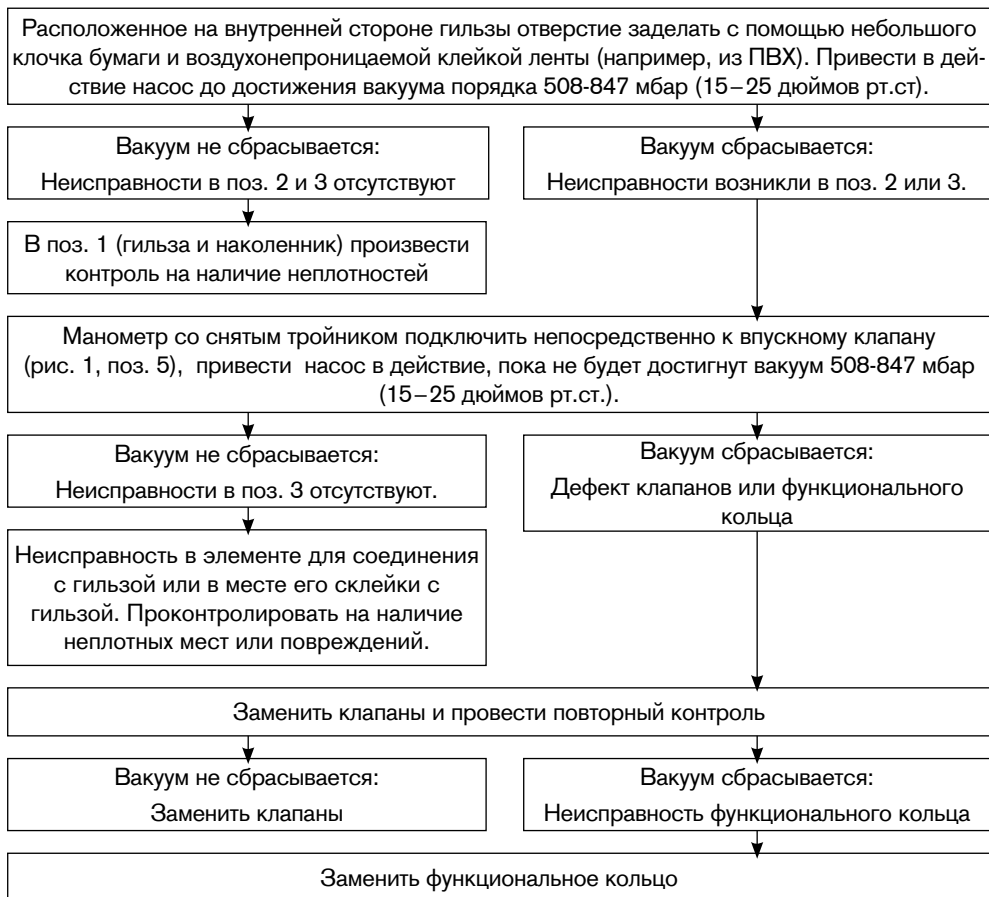 Расположенное на внутренней стороне гильзы отверстие заделать с помощью небольшого
клочка бумаги и воздухонепроницаемой клейкой ленты (например, из ПВХ). Привести в дей-
ствие насос до достижения вакуума порядка 508-847 мбар (15–25 дюймов рт.ст).
Вакуум не сбрасывается:
Неисправности в поз. 2 и 3 отсутствуют
Вакуум сбрасывается:
Неисправности возникли в поз. 2 или 3.
В поз. 1 (гильза и наколенник) произвести
контроль на наличие неплотностей
Манометр со снятым тройником подключить непосредственно к впускному клапану
(рис. 1, поз. 5), привести насос в действие, пока не будет достигнут вакуум 508-847 мбар
(15–25 дюймов рт.ст.).
Вакуум не сбрасывается:
Неисправности в поз. 3 отсутствуют.
Вакуум сбрасывается:
Дефект клапанов или функционального
кольца
Неисправность в элементе для соединения
с гильзой или в месте его склейки с
гильзой. Проконтролировать на наличие
неплотных мест или повреждений.
Заменить клапаны и провести повторный контроль
Вакуум не сбрасывается:
Заменить клапаны
Вакуум сбрасывается:
Неисправность функционального кольца
Заменить функциональное кольцо